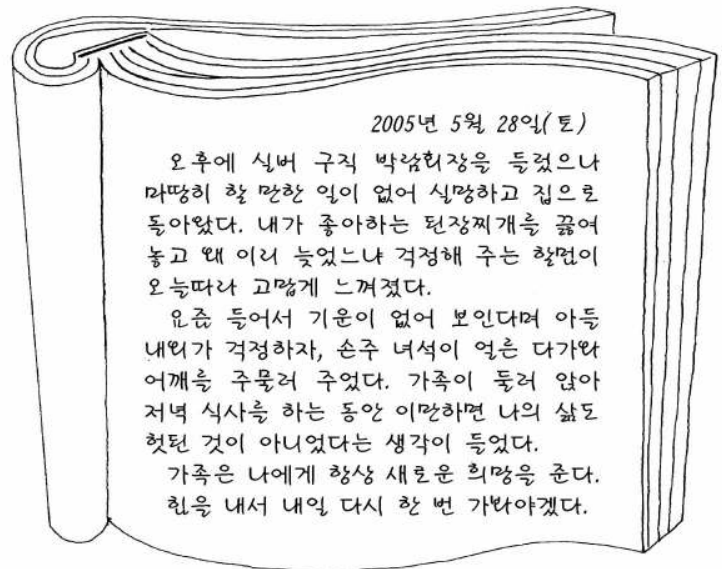 2005년 5월 28일(토)
오후에 실버 구직 박람회장을 들렀으나
마땅히 할 만한 일이 없어 실망하고 집으로
돌아왔다. 내가 좋아하는 된장찌개를 끓여
놓고 왜 이리 늦었느냐 걱정해 주는 할멈이
오늘따라 고맙게 느껴졌다.
요즘 들어서 기운이 없어 보인다며 아들
내외가 걱정하자, 손주 녀석이 얼른 다가와
어깨를 주물러 주었다. 가족이 둘러 앉아
저녁 식사를 하는 동안 이만하면 나의 삶도
헛된 것이 아니었다는 생각이 들었다.
가족은 나에게 항상 새로운 희망을 준다.
힘을 내서 내일 다시 한 번 가봐야겠다.